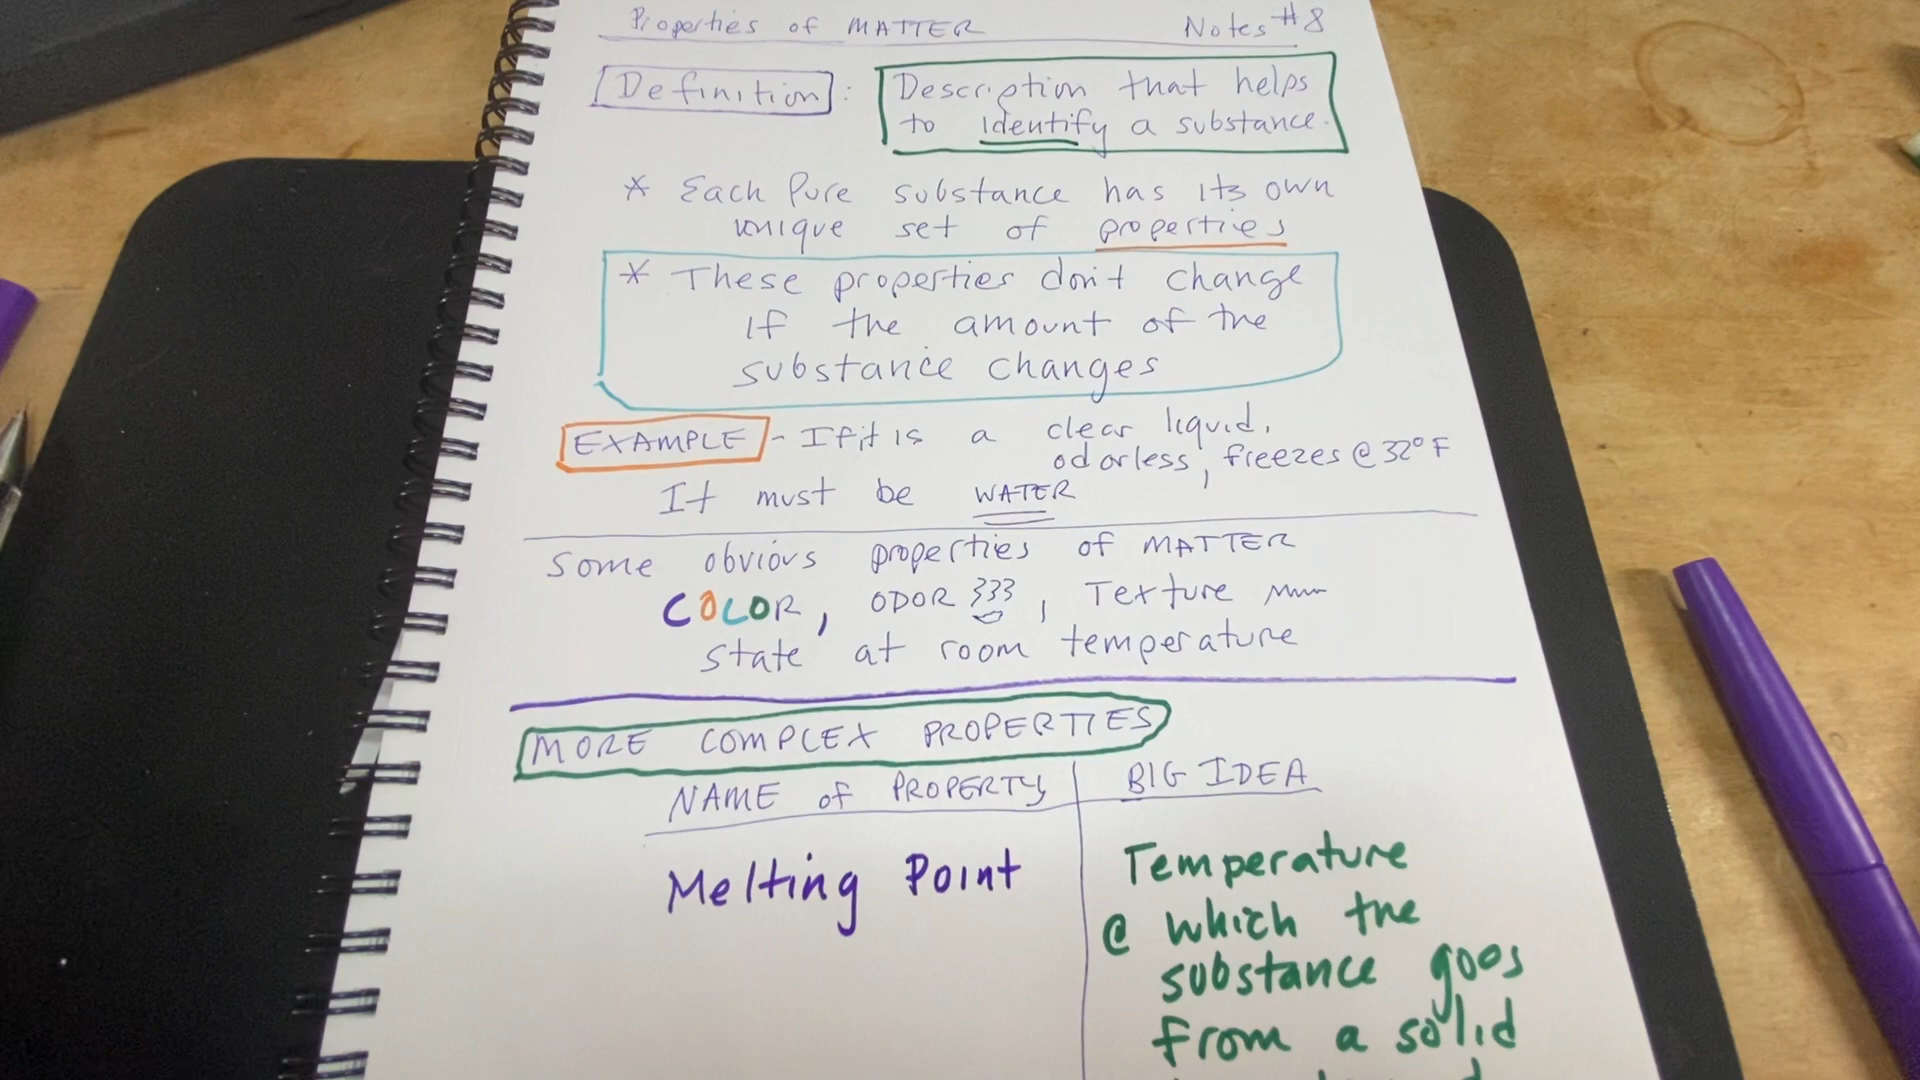 Properties of MATTER Notes #8
Definition: Description that helps
to identify a substance.
* Each Pure substance has its own
unique set of properties
* These properties don't change
if the amount of the
substance changes
EXAMPLE - If it is a clear liquid,
odorless, freezes @ 32° F
It must be WATER
Some obvious properties of MATTER
COLOR, ODOR, Texture
state at room temperature
MORE COMPLEX PROPERTIES
NAME of PROPERTY BIG IDEA
Melting Point Temperature
@ which the
substance goes
from a solid